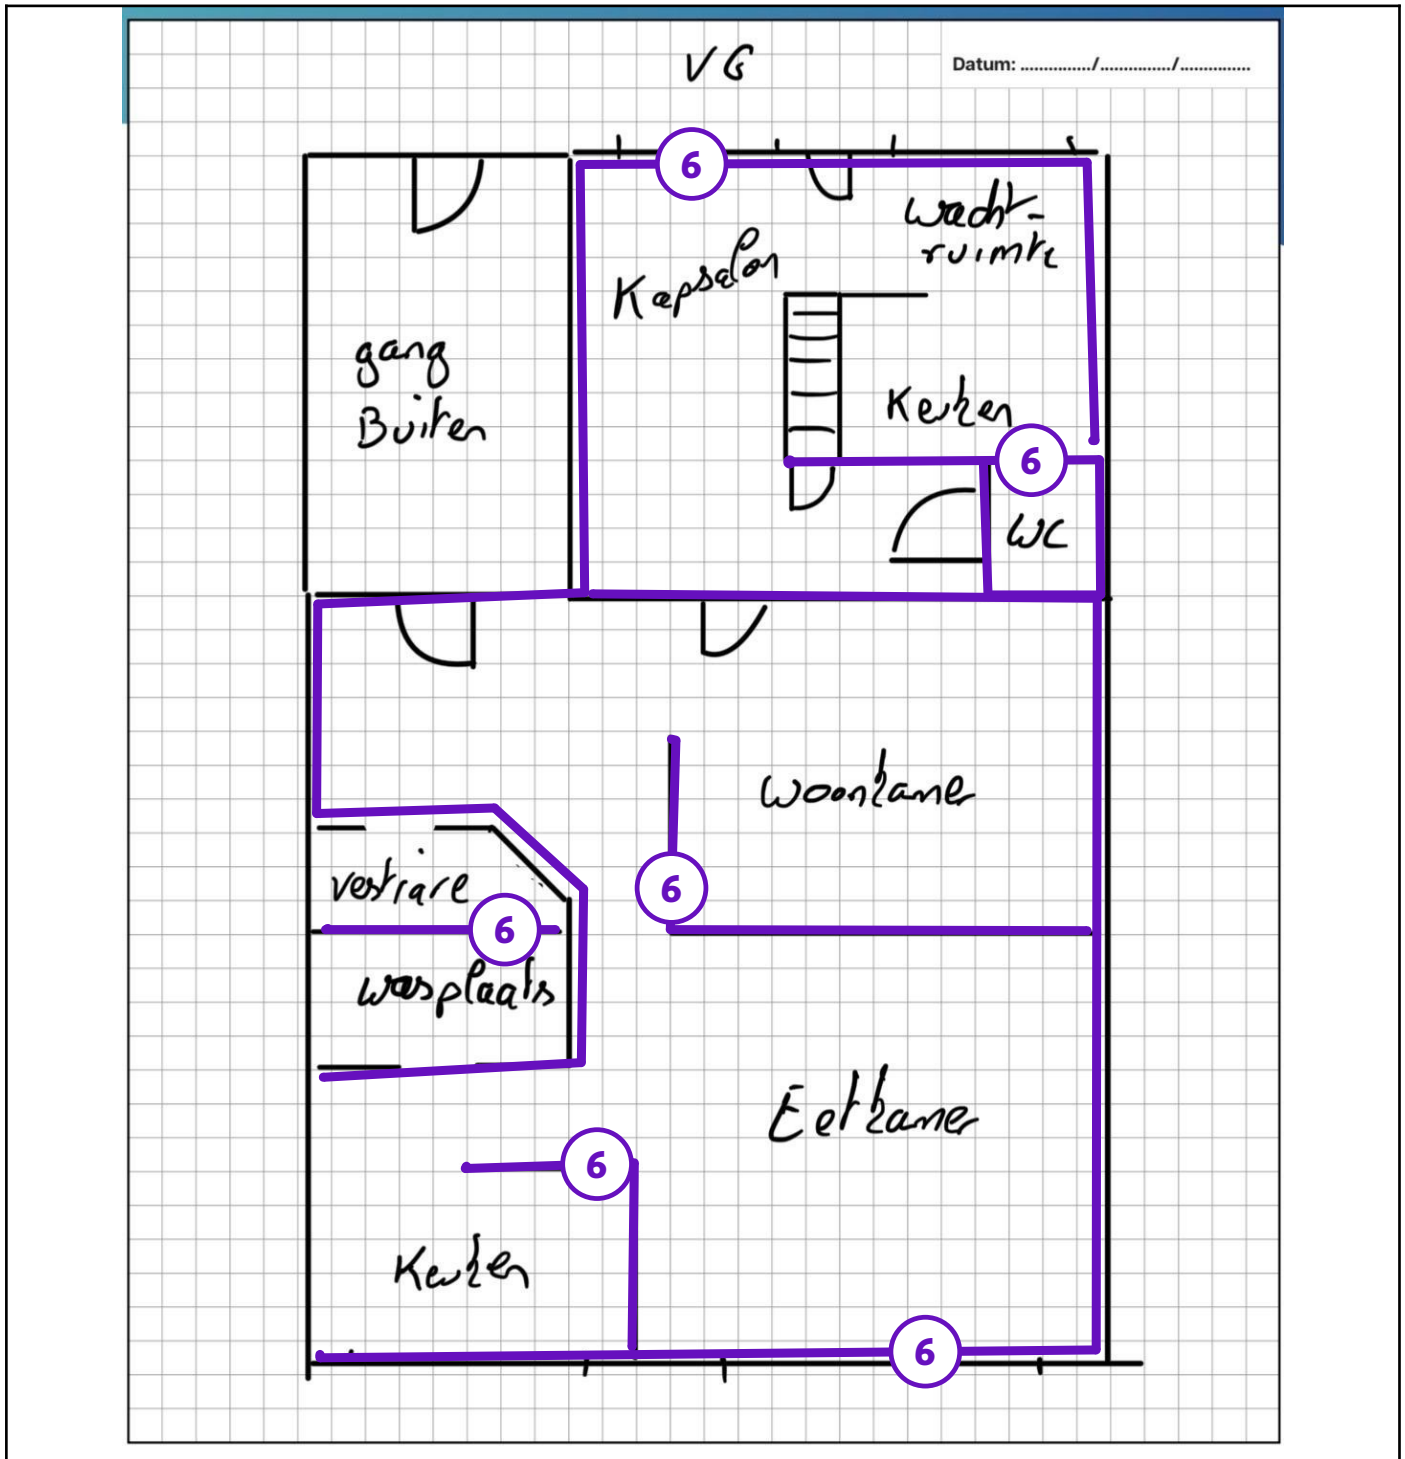 VG
Datum: .............../.............../...............
6
wacht-
ruimte
Kapsalon
gang
Buiten
Keuken
6
WC
woonkamer
vestiare
6
6
wasplaats
Eetkamer
6
Keuken
6